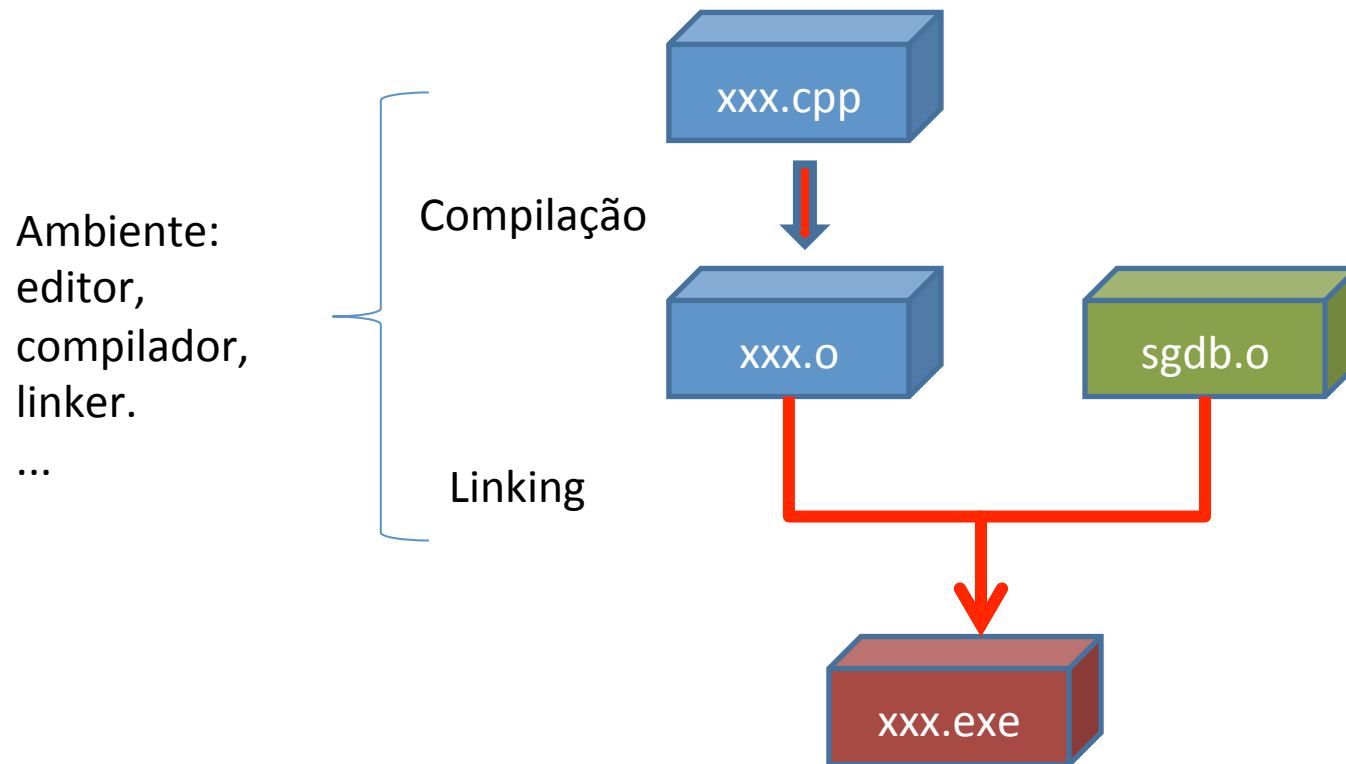 xxx.cpp
Compilação
Ambiente:
editor,
compilador,
linker.
...
xxx.o
sgdb.o
Linking
xxx.exe